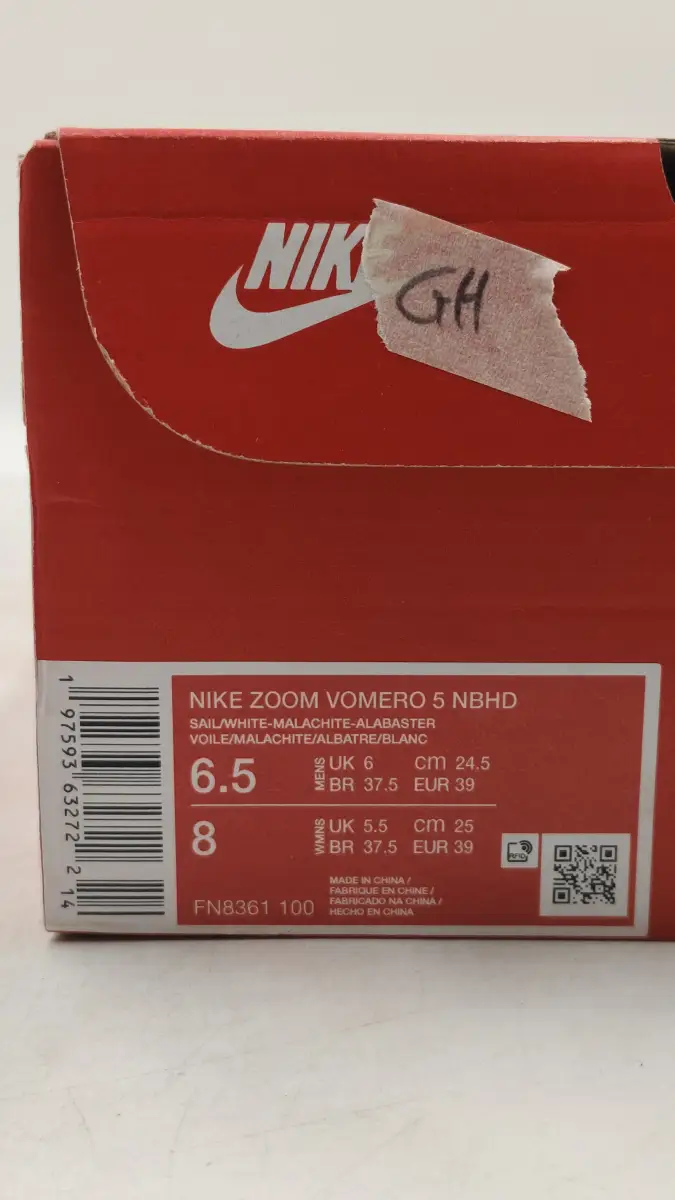 NIK
GH
NIKE ZOOM VOMERO 5 NBHD
SAIL/WHITE-MALACHITE-ALABASTER
VOILE/MALACHITE/ALBATRE/BLANC
6.5 MENS UK 6 cm 24.5
BR 37.5 EUR 39
8 WMNS UK 5.5 cm 25
BR 37.5 EUR 39
RFID
FN8361 100
MADE IN CHINA /
FABRIQUE EN CHINE /
FABRICADO NA CHINA /
HECHO EN CHINA
1 97593 63272 2 14